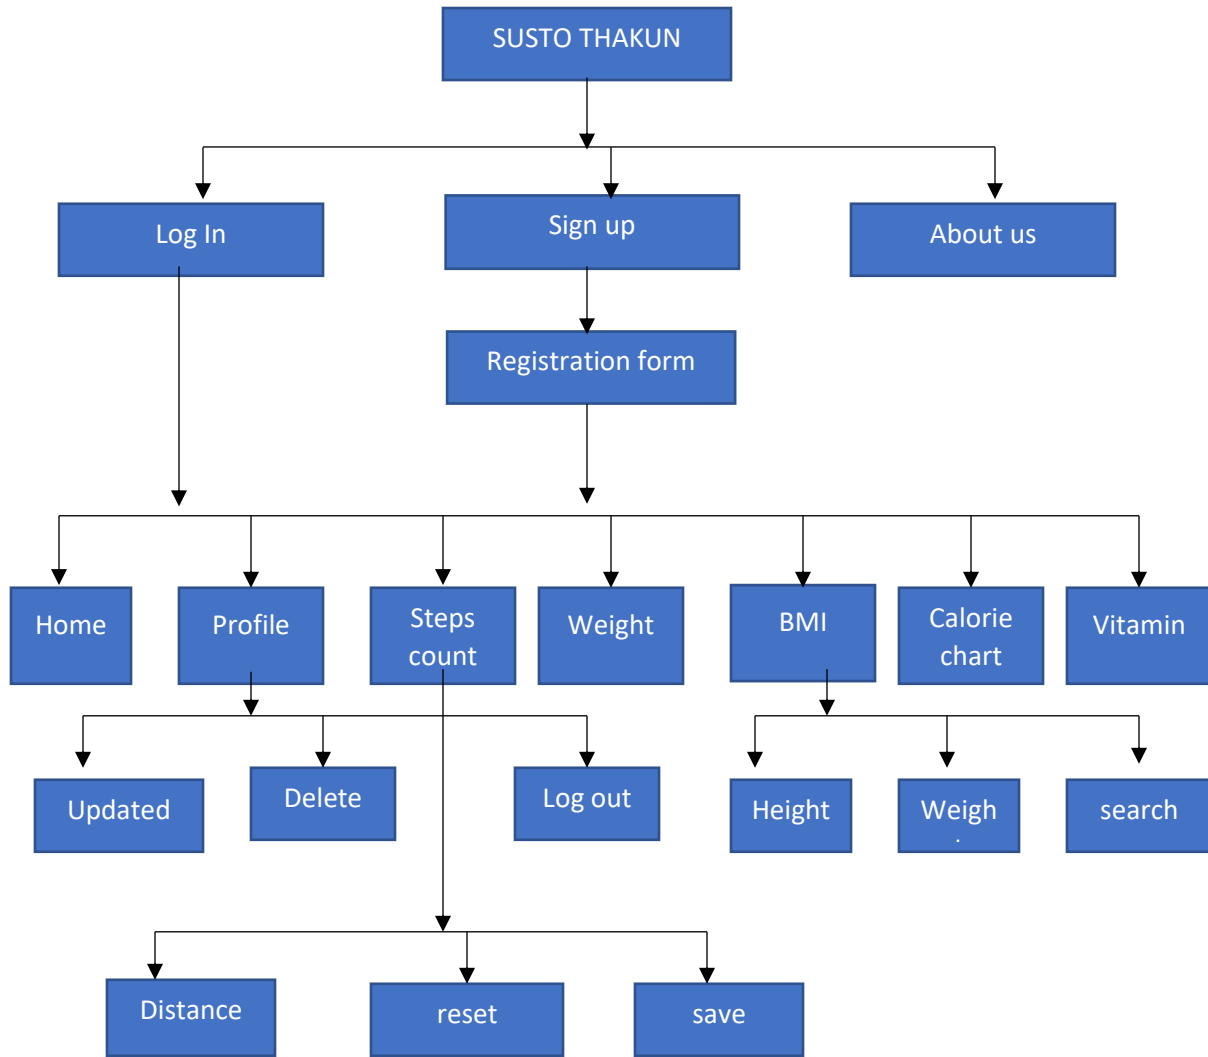 SUSTO THAKUN
Log In
Sign up
About us
Registration form
Home
Profile
Steps
count
Weight
BMI
Calorie
chart
Vitamin
Updated
Delete
Log out
Height
Weigh
search
Distance
reset
save